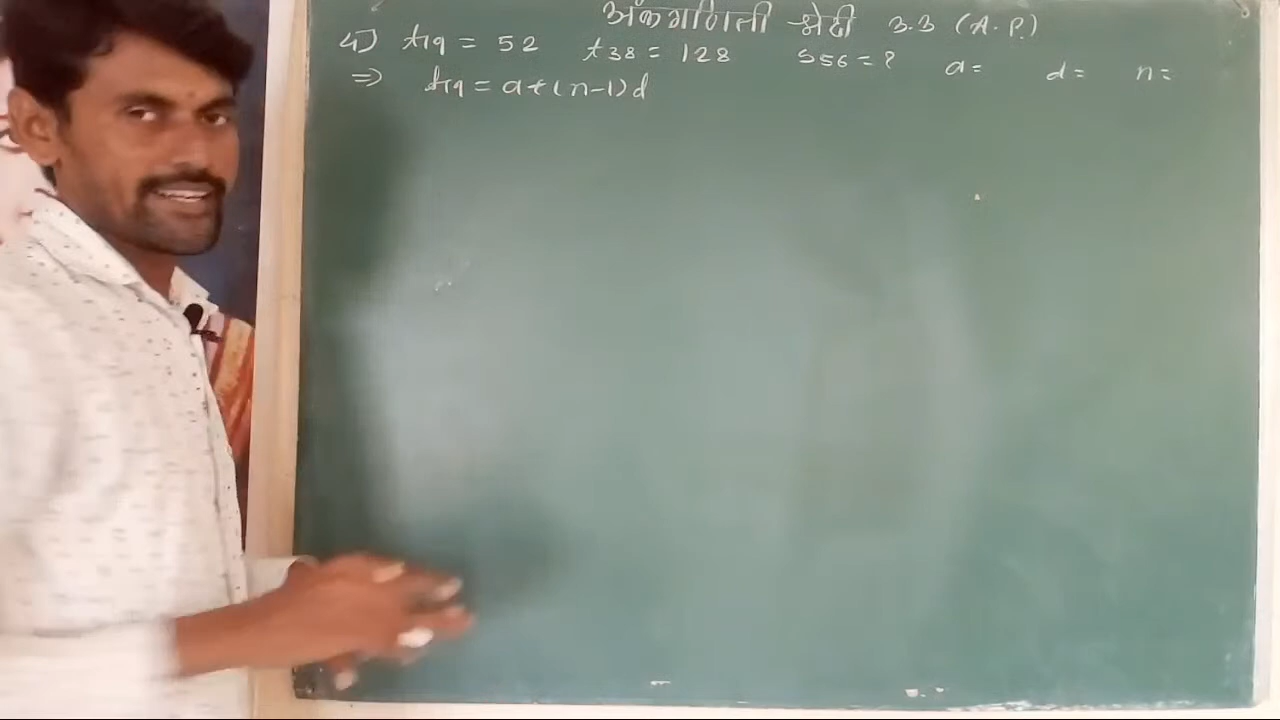 अंकगणिती श्रेढी 3.3 (A.P.)
4] t19 = 52 t38 = 128 S56 = ? a = d = n =
⇒ t19 = a + (n-1)d